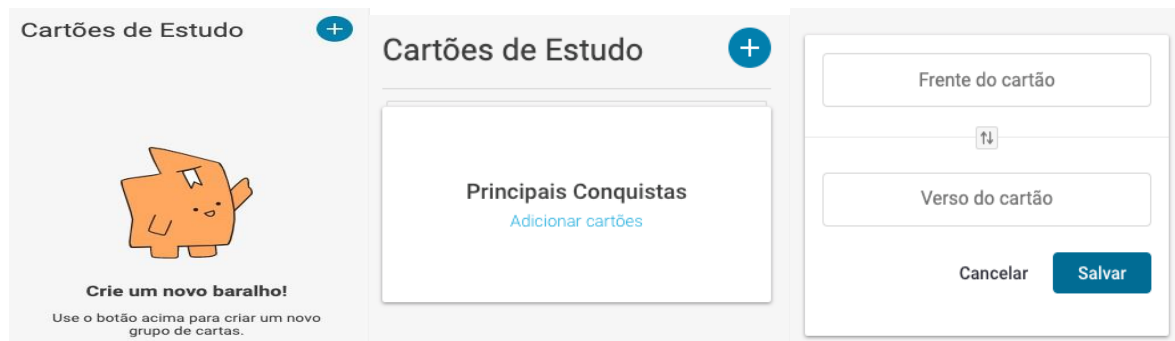 Cartões de Estudo
Crie um novo baralho!
Use o botão acima para criar um novo
grupo de cartas.
Cartões de Estudo
Principais Conquistas
Adicionar cartões
Frente do cartão
Verso do cartão
Cancelar
Salvar